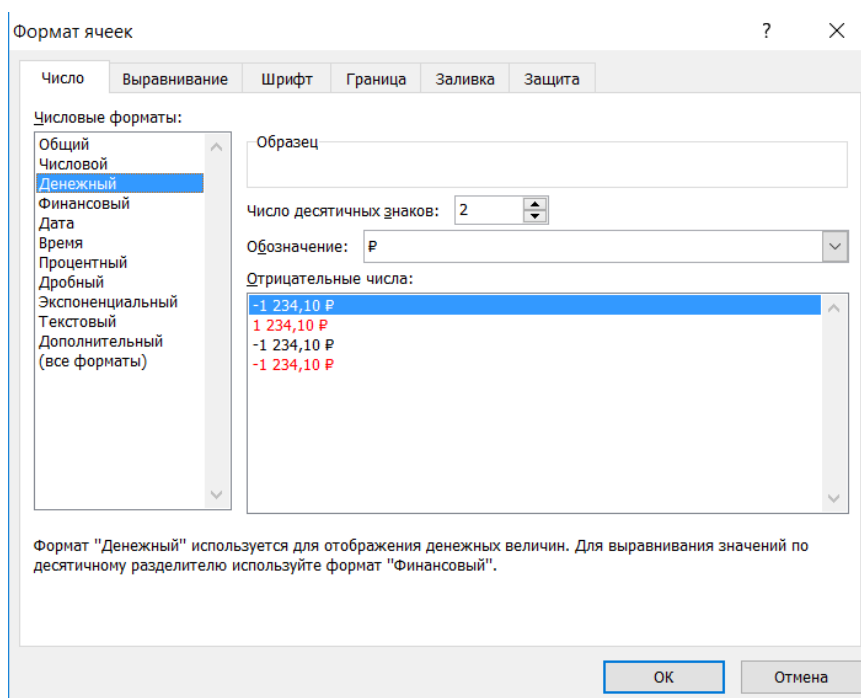 Формат ячеек ?
Число Выравнивание Шрифт Граница Заливка Защита
Числовые форматы:
Общий
Числовой
Денежный
Финансовый
Дата
Время
Процентный
Дробный
Экспоненциальный
Текстовый
Дополнительный
(все форматы)
Образец
Число десятичных знаков: 2
Обозначение: ₽
Отрицательные числа:
-1 234,10 ₽
1 234,10 ₽
-1 234,10 ₽
-1 234,10 ₽
Формат "Денежный" используется для отображения денежных величин. Для выравнивания значений по
десятичному разделителю используйте формат "Финансовый".
ОК Отмена